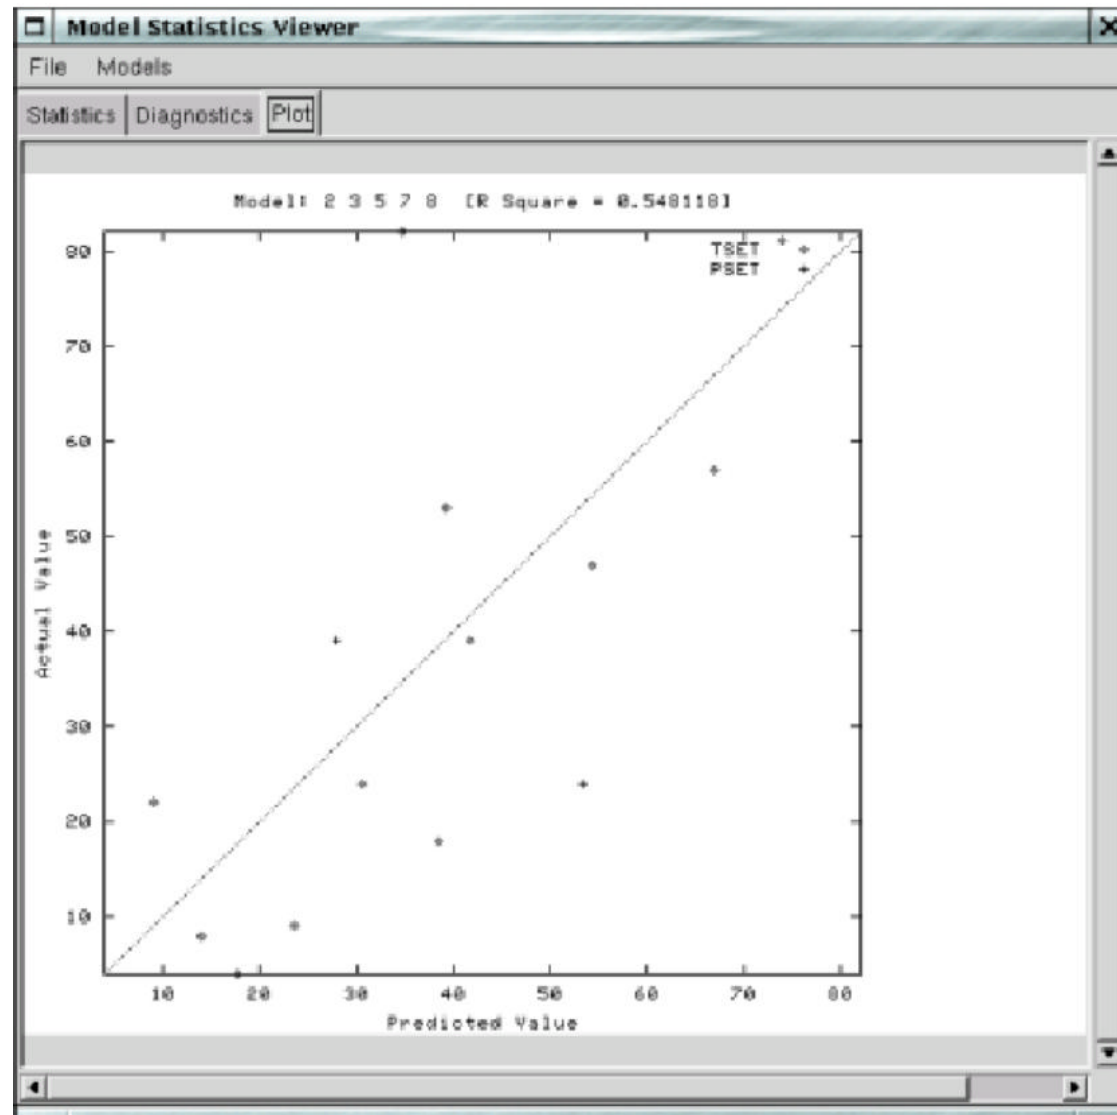 Model Statistics Viewer
File Models
Statistics Diagnostics Plot
Model: 2 3 5 7 8 [R Square = 0.548118]
TSET
PSET
80
70
60
50
40
30
20
10
Actual Value
10 20 30 40 50 60 70 80
Predicted Value